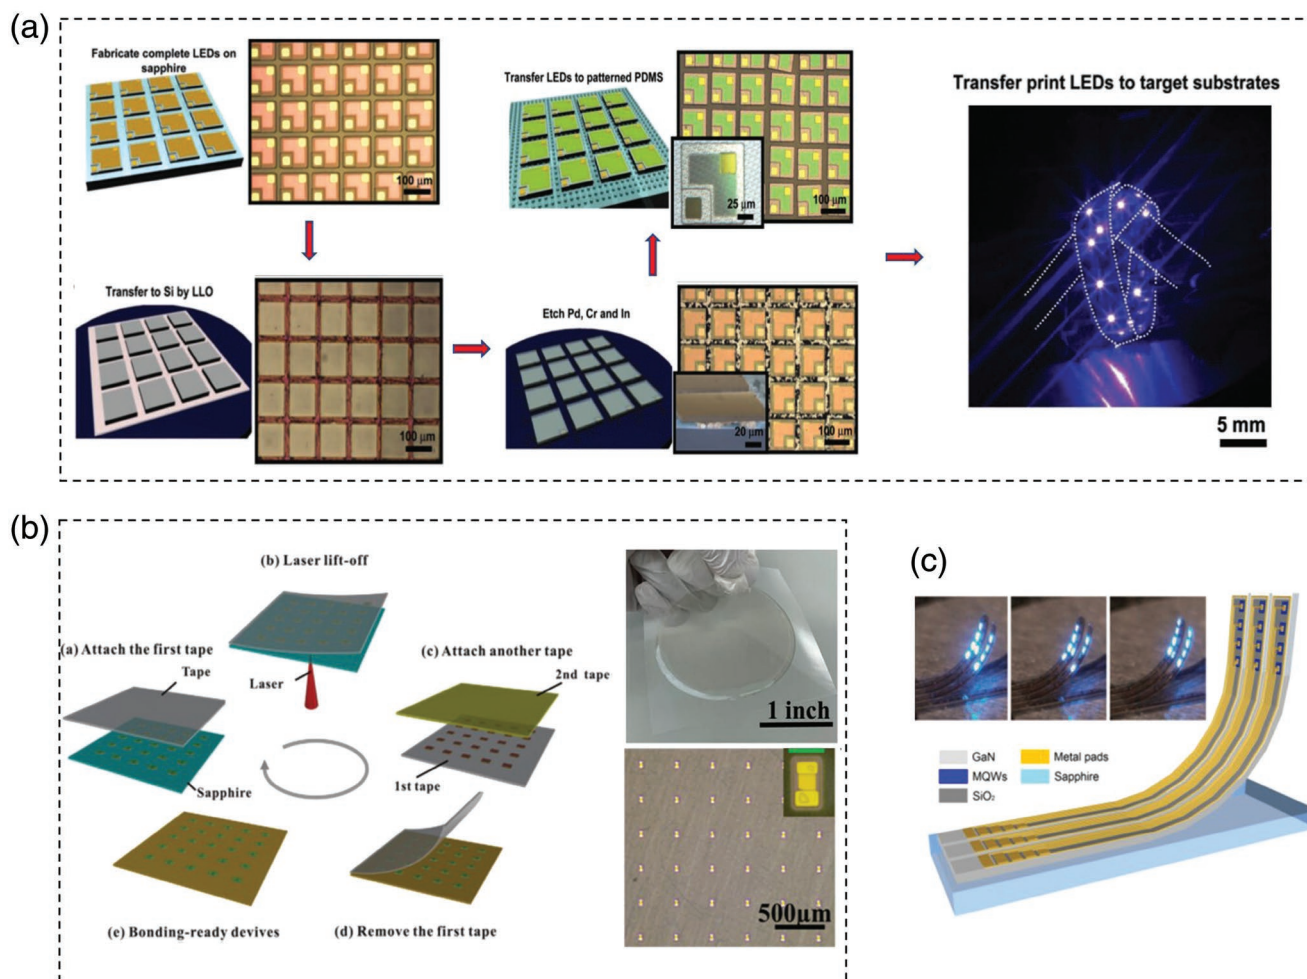 (a)
Fabricate complete LEDs on
sapphire
100 μm
Transfer to Si by LLO
100 μm
Etch Pd, Cr and In
20 μm
100 μm
Transfer LEDs to patterned PDMS
25 μm
100 μm
Transfer print LEDs to target substrates
5 mm
(b)
(b) Laser lift-off
(a) Attach the first tape
Tape
Laser
Sapphire
(c) Attach another tape
2nd tape
1st tape
(e) Bonding-ready devives
(d) Remove the first tape
1 inch
500μm
(c)
GaN
Metal pads
MQWs
Sapphire
SiO₂